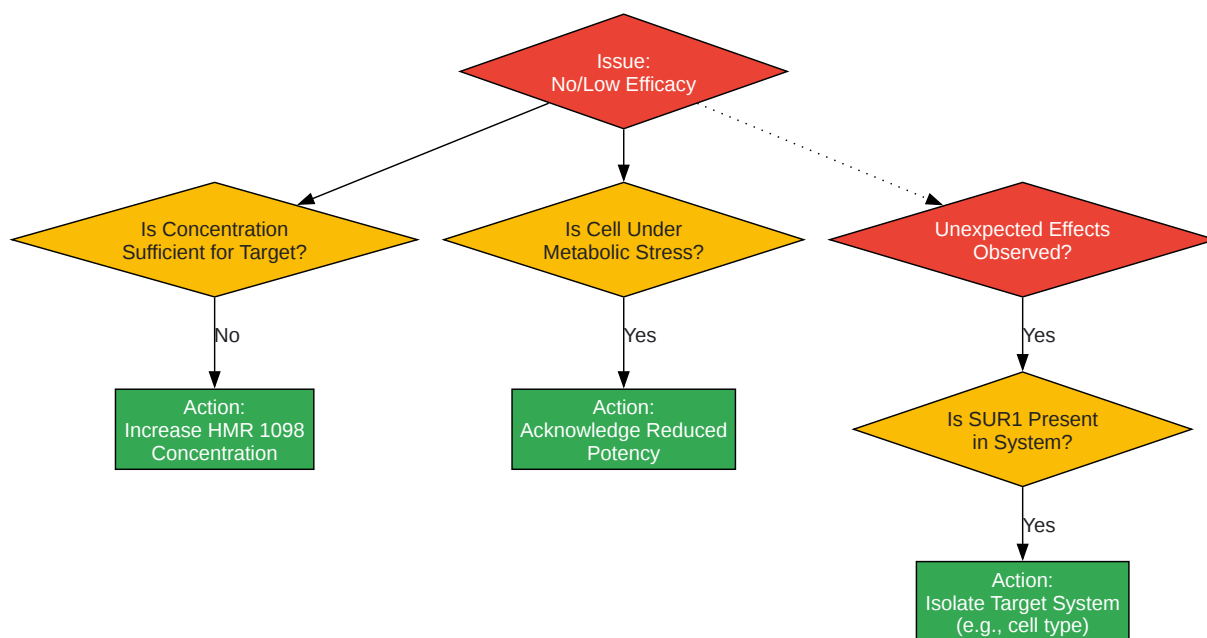 Issue:
No/Low Efficacy
Is Concentration
Sufficient for Target?
Is Cell Under
Metabolic Stress?
Unexpected Effects
Observed?
No
Yes
Yes
Action:
Increase HMR 1098
Concentration
Action:
Acknowledge Reduced
Potency
Is SUR1 Present
in System?
Yes
Action:
Isolate Target System
(e.g., cell type)